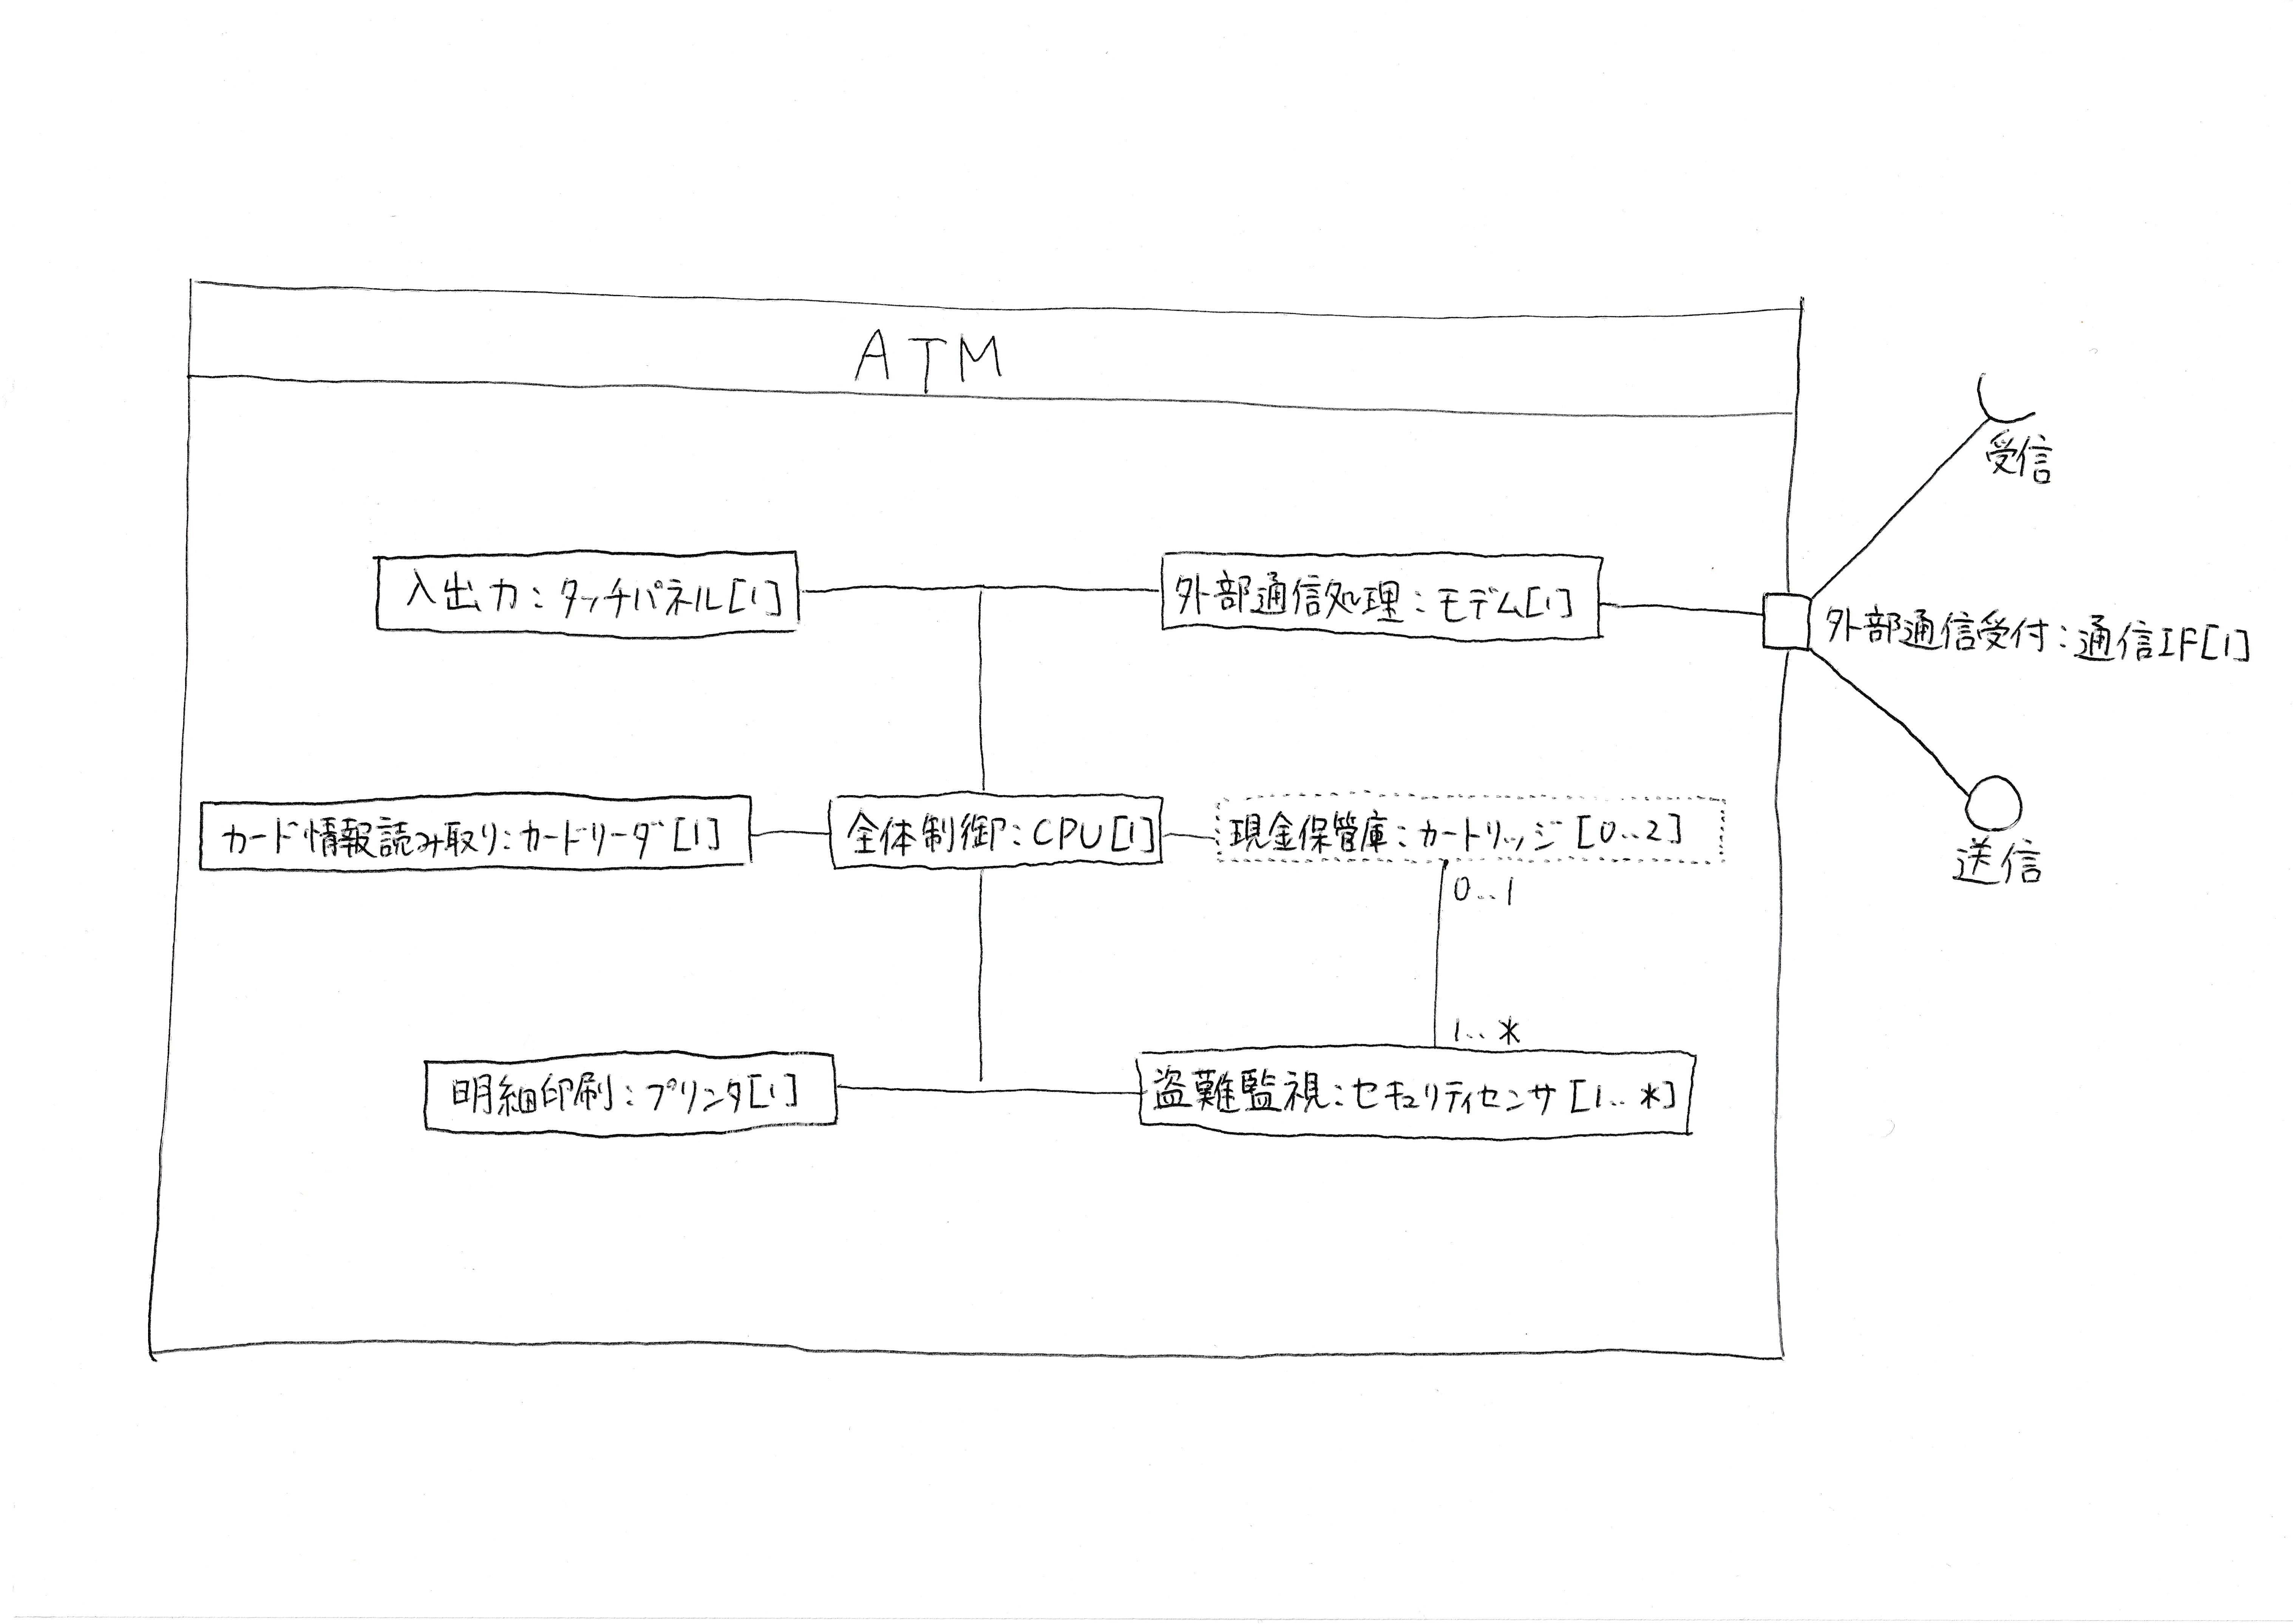 ATM
受信
入出力:タッチパネル[1]
外部通信処理:モデム[1]
外部通信受付:通信IF[1]
カード情報読み取り:カードリーダ[1]
全体制御:CPU[1]
現金保管庫:カートリッジ[0..2]
送信
0..1
1..*
明細印刷:プリンタ[1]
盗難監視:セキュリティセンサ[1..*]